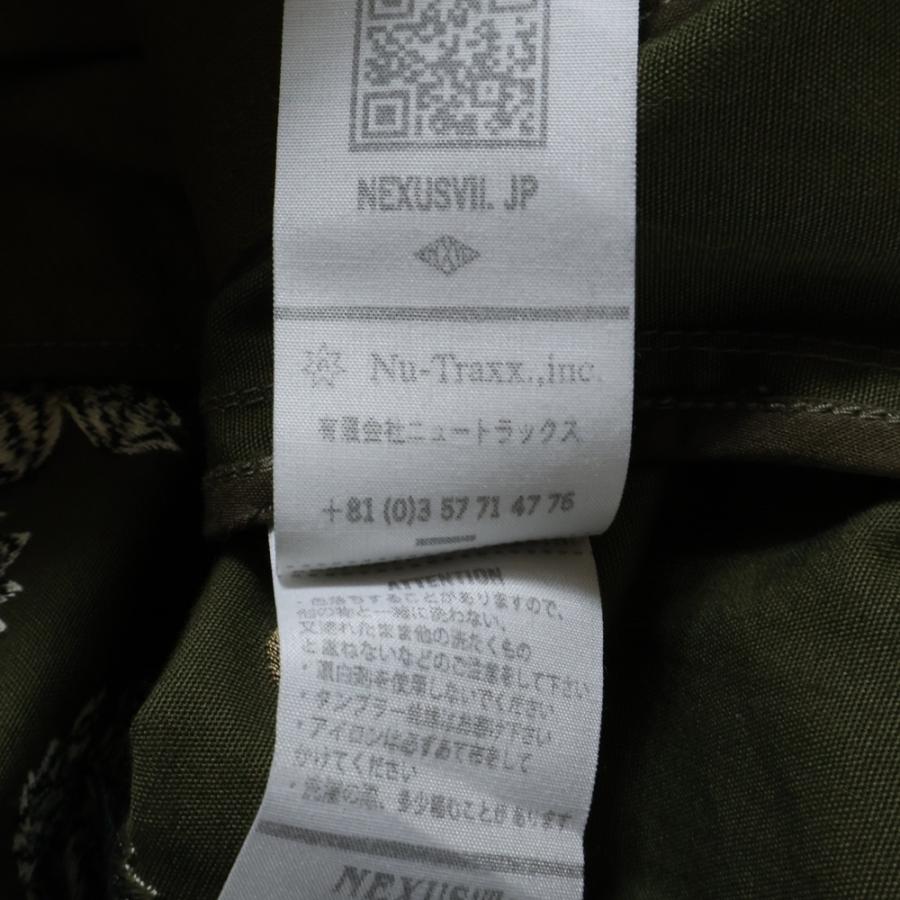 NEXUSVII. JP
Nu-Traxx.,inc.
有限会社ニュートラックス
+81 (0)3 57 71 47 76
ATTENTION
・色落ちすることがありますので、
他の物と一緒に洗わない。
又濡れたまま他の洗たくもの
と重ねないなどのご注意をして下さい
・漂白剤を使用しないでください
・タンブラー乾燥はお避け下さい
・アイロンは必ずあて布をして
かけてください
・洗濯の際、多少縮むことがあります
NEXUSVII